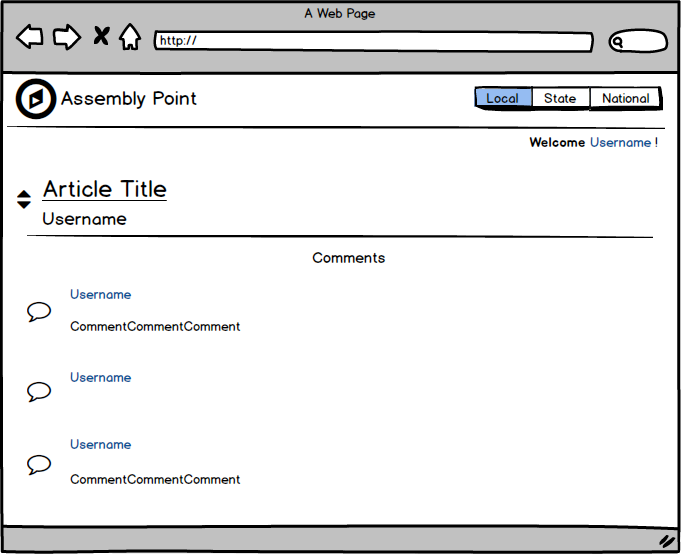 A Web Page
http://
Assembly Point
Local State National
Welcome Username !
Article Title
Username
Comments
Username
CommentCommentComment
Username
Username
CommentCommentComment